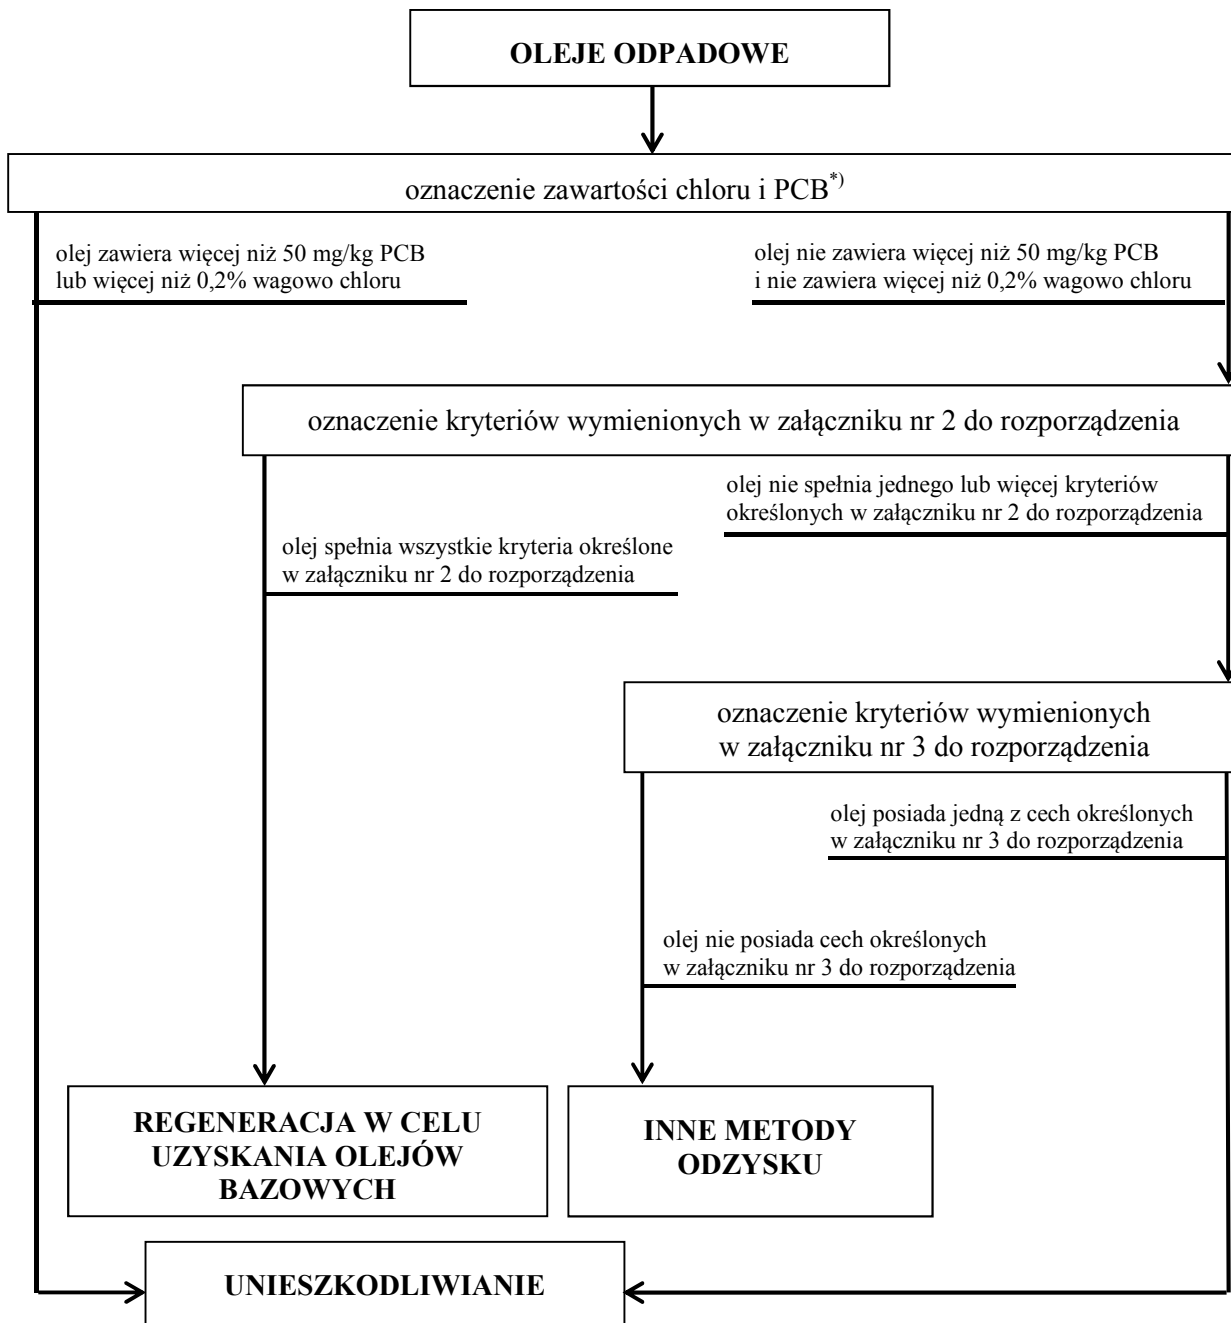 OLEJE ODPADOWE
oznaczenie zawartości chloru i PCB*)
olej zawiera więcej niż 50 mg/kg PCB
lub więcej niż 0,2% wagowo chloru
olej nie zawiera więcej niż 50 mg/kg PCB
i nie zawiera więcej niż 0,2% wagowo chloru
oznaczenie kryteriów wymienionych w załączniku nr 2 do rozporządzenia
olej nie spełnia jednego lub więcej kryteriów
określonych w załączniku nr 2 do rozporządzenia
olej spełnia wszystkie kryteria określone
w załączniku nr 2 do rozporządzenia
oznaczenie kryteriów wymienionych
w załączniku nr 3 do rozporządzenia
olej posiada jedną z cech określonych
w załączniku nr 3 do rozporządzenia
olej nie posiada cech określonych
w załączniku nr 3 do rozporządzenia
REGENERACJA W CELU
UZYSKANIA OLEJÓW
BAZOWYCH
INNE METODY
ODZYSKU
UNIESZKODLIWIANIE